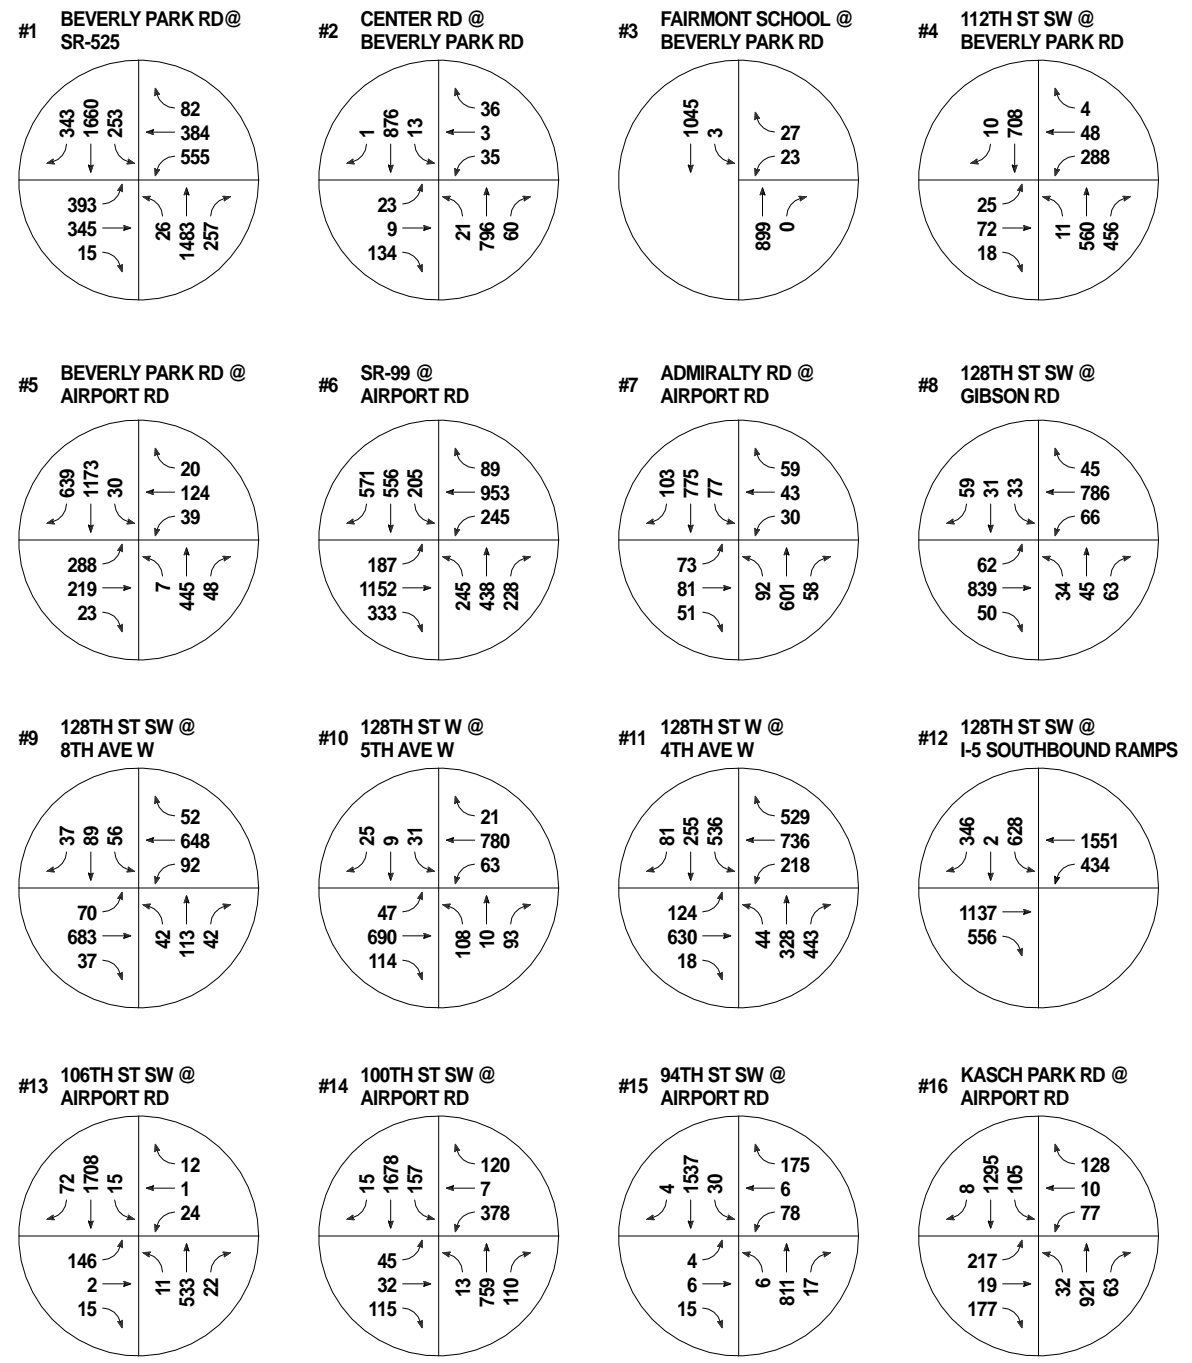 #1 BEVERLY PARK RD@
SR-525
343 1660 253
82
384
555
393
345
15
26 1483 257
#2 CENTER RD @
BEVERLY PARK RD
1 876 13
36
3
35
23
9
134
21 796 60
#3 FAIRMONT SCHOOL @
BEVERLY PARK RD
1045 3
27
23
899 0
#4 112TH ST SW @
BEVERLY PARK RD
10 708
4
48
288
25
72
18
11 560 456
#5 BEVERLY PARK RD @
AIRPORT RD
639 1173 30
20
124
39
288
219
23
7 445 48
#6 SR-99 @
AIRPORT RD
571 556 205
89
953
245
187
1152
333
245 438 228
#7 ADMIRALTY RD @
AIRPORT RD
103 775 77
59
43
30
73
81
51
92 601 58
#8 128TH ST SW @
GIBSON RD
59 31 33
45
786
66
62
839
50
34 45 63
#9 128TH ST SW @
8TH AVE W
37 89 56
52
648
92
70
683
37
42 113 42
#10 128TH ST W @
5TH AVE W
25 9 31
21
780
63
47
690
114
108 10 93
#11 128TH ST W @
4TH AVE W
81 255 536
529
736
218
124
630
18
44 328 443
#12 128TH ST SW @
I-5 SOUTHBOUND RAMPS
346 2 628
1551
434
1137
556
#13 106TH ST SW @
AIRPORT RD
72 1708 15
12
1
24
146
2
15
11 533 22
#14 100TH ST SW @
AIRPORT RD
15 1678 157
120
7
378
45
32
115
13 759 110
#15 94TH ST SW @
AIRPORT RD
4 1537 30
175
6
78
4
6
15
6 811 17
#16 KASCH PARK RD @
AIRPORT RD
8 1295 105
128
10
77
217
19
177
32 921 63